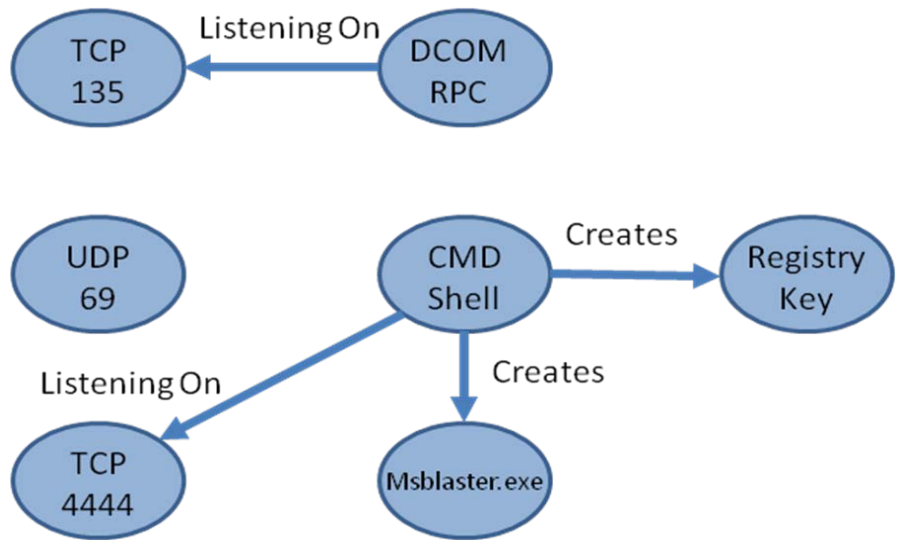 Listening On
TCP
135
DCOM
RPC
UDP
69
CMD
Shell
Creates
Registry
Key
Listening On
Creates
TCP
4444
Msblaster.exe